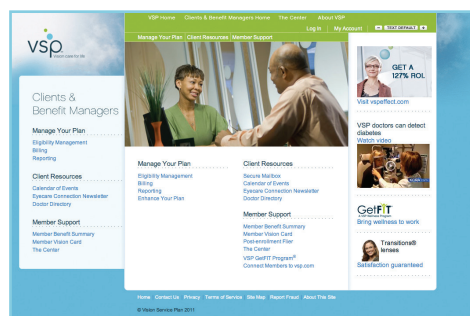 VSP Home Clients & Benefit Managers Home The Center About VSP
Log in | My Account TEXT DEFAULT +
Manage Your Plan | Client Resources | Member Support
vsp
Vision care for life
Clients &
Benefit Managers
Manage Your Plan
Eligibility Management
Billing
Reporting
Client Resources
Calendar of Events
Eyecare Connection Newsletter
Doctor Directory
Member Support
Member Benefit Summary
Member Vision Card
The Center
Manage Your Plan
Eligibility Management
Billing
Reporting
Enhance Your Plan
Client Resources
Secure Mailbox
Calendar of Events
Eyecare Connection Newsletter
Doctor Directory
Member Support
Member Benefit Summary
Member Vision Card
Post-enrollment Flier
The Center
VSP GetFIT Program®
Connect Members to vsp.com
GET A
127% ROI.
Visit vspeffect.com
VSP doctors can detect
diabetes
Watch video
GetFIT
Bring wellness to work
Transitions®
lenses
Satisfaction guaranteed
Home Contact Us Privacy Terms of Service Site Map Report Fraud About This Site
© Vision Service Plan 2011